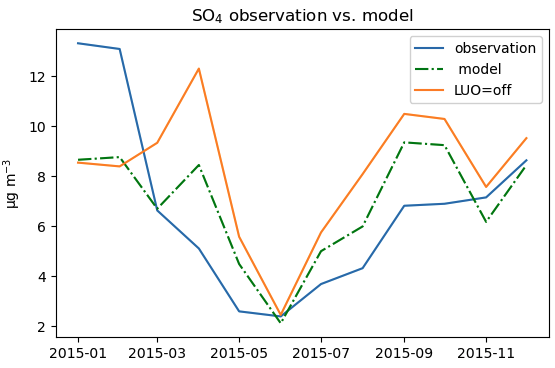 SO₄ observation vs. model
observation
model
LUO=off
μg m⁻³
12
10
8
6
4
2
2015-01 2015-03 2015-05 2015-07 2015-09 2015-11